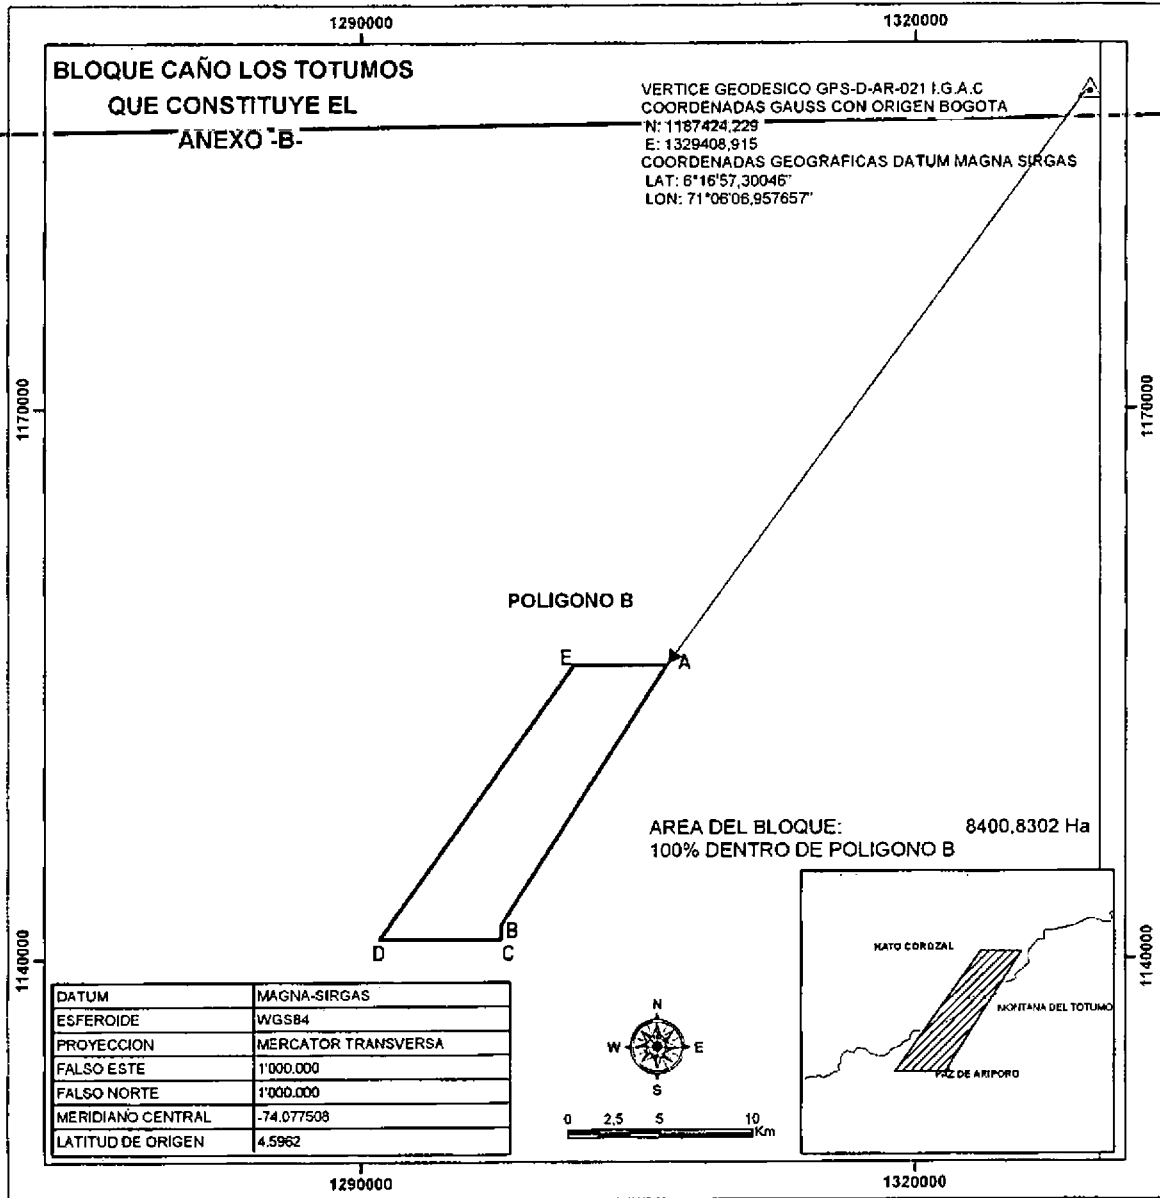 1290000
1320000
BLOQUE CAÑO LOS TOTUMOS
QUE CONSTITUYE EL
ANEXO -B-
VERTICE GEODESICO GPS-D-AR-021 I.G.A.C
COORDENADAS GAUSS CON ORIGEN BOGOTA
N: 1187424,229
E: 1329408,915
COORDENADAS GEOGRAFICAS DATUM MAGNA SIRGAS
LAT: 6°16'57,30046"
LON: 71°06'06,957657"
1170000
1170000
POLIGONO B
E
A
AREA DEL BLOQUE: 8400,8302 Ha
100% DENTRO DE POLIGONO B
B
D
C
1140000
1140000
HATO COROZAL
MONTANA DEL TOTUMO
PAZ DE ARIPORO
DATUM MAGNA-SIRGAS
ESFEROIDE WGS84
PROYECCION MERCATOR TRANSVERSA
FALSO ESTE 1'000.000
FALSO NORTE 1'000.000
MERIDIANO CENTRAL -74.077508
LATITUD DE ORIGEN 4.5962
N
W E
S
0 2,5 5 10
Km
1290000
1320000